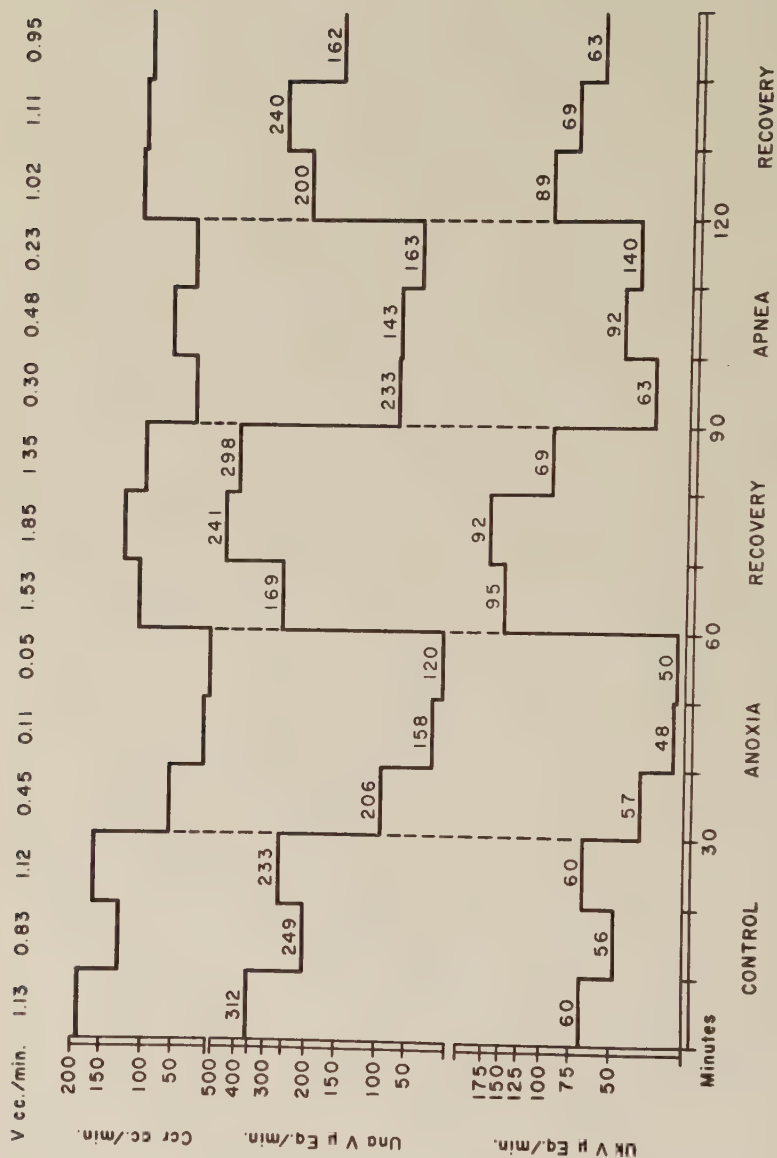 V cc./min. 1.13 0.83 1.12 0.45 0.11 0.05 1.53 1.85 1.35 0.30 0.48 0.23 1.02 1.11 0.95
Ccr cc./min.
200
150
100
50
Una V μ Eq./min.
500
400
300
200
100
50
312 249 233 206 158 120 169 241 298 233 143 163 200 240 162
UK V μ Eq./min.
175
150
125
100
75
50
60 56 60 57 48 50 95 92 69 63 92 140 89 69 63
Minutes 30 60 90 120
CONTROL ANOXIA RECOVERY APNEA RECOVERY